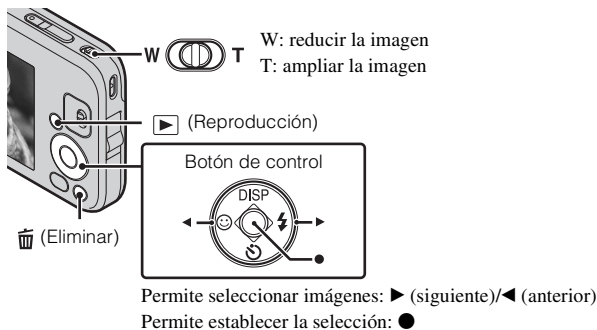 W T
W: reducir la imagen
T: ampliar la imagen
(Reproducción)
Botón de control
DISP
(Eliminar)
Permite seleccionar imágenes: ▶ (siguiente)/◀ (anterior)
Permite establecer la selección: ●